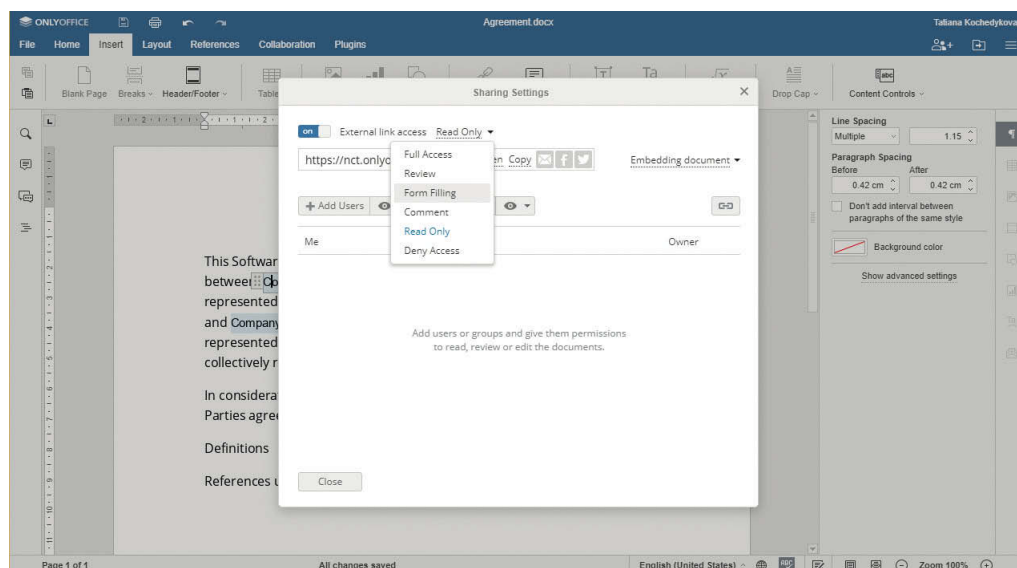 ONLYOFFICE
Agreement.docx
Tatiana Kochedykova
File Home Insert Layout References Collaboration Plugins
Blank Page Breaks Header/Footer Table Drop Cap Content Controls
Sharing Settings
on External link access Read Only
https://nct.onlyo en Copy Embedding document
Full Access
Review
Form Filling
Comment
Read Only
Deny Access
+ Add Users
Me Owner
Add users or groups and give them permissions
to read, review or edit the documents.
Close
This Softwar
between Co
represented
and Company
represented
collectively r
In considera
Parties agree
Definitions
References u
Line Spacing
Multiple 1.15
Paragraph Spacing
Before After
0.42 cm 0.42 cm
Don't add interval between
paragraphs of the same style
Background color
Show advanced settings
Page 1 of 1 All changes saved English (United States) Zoom 100%